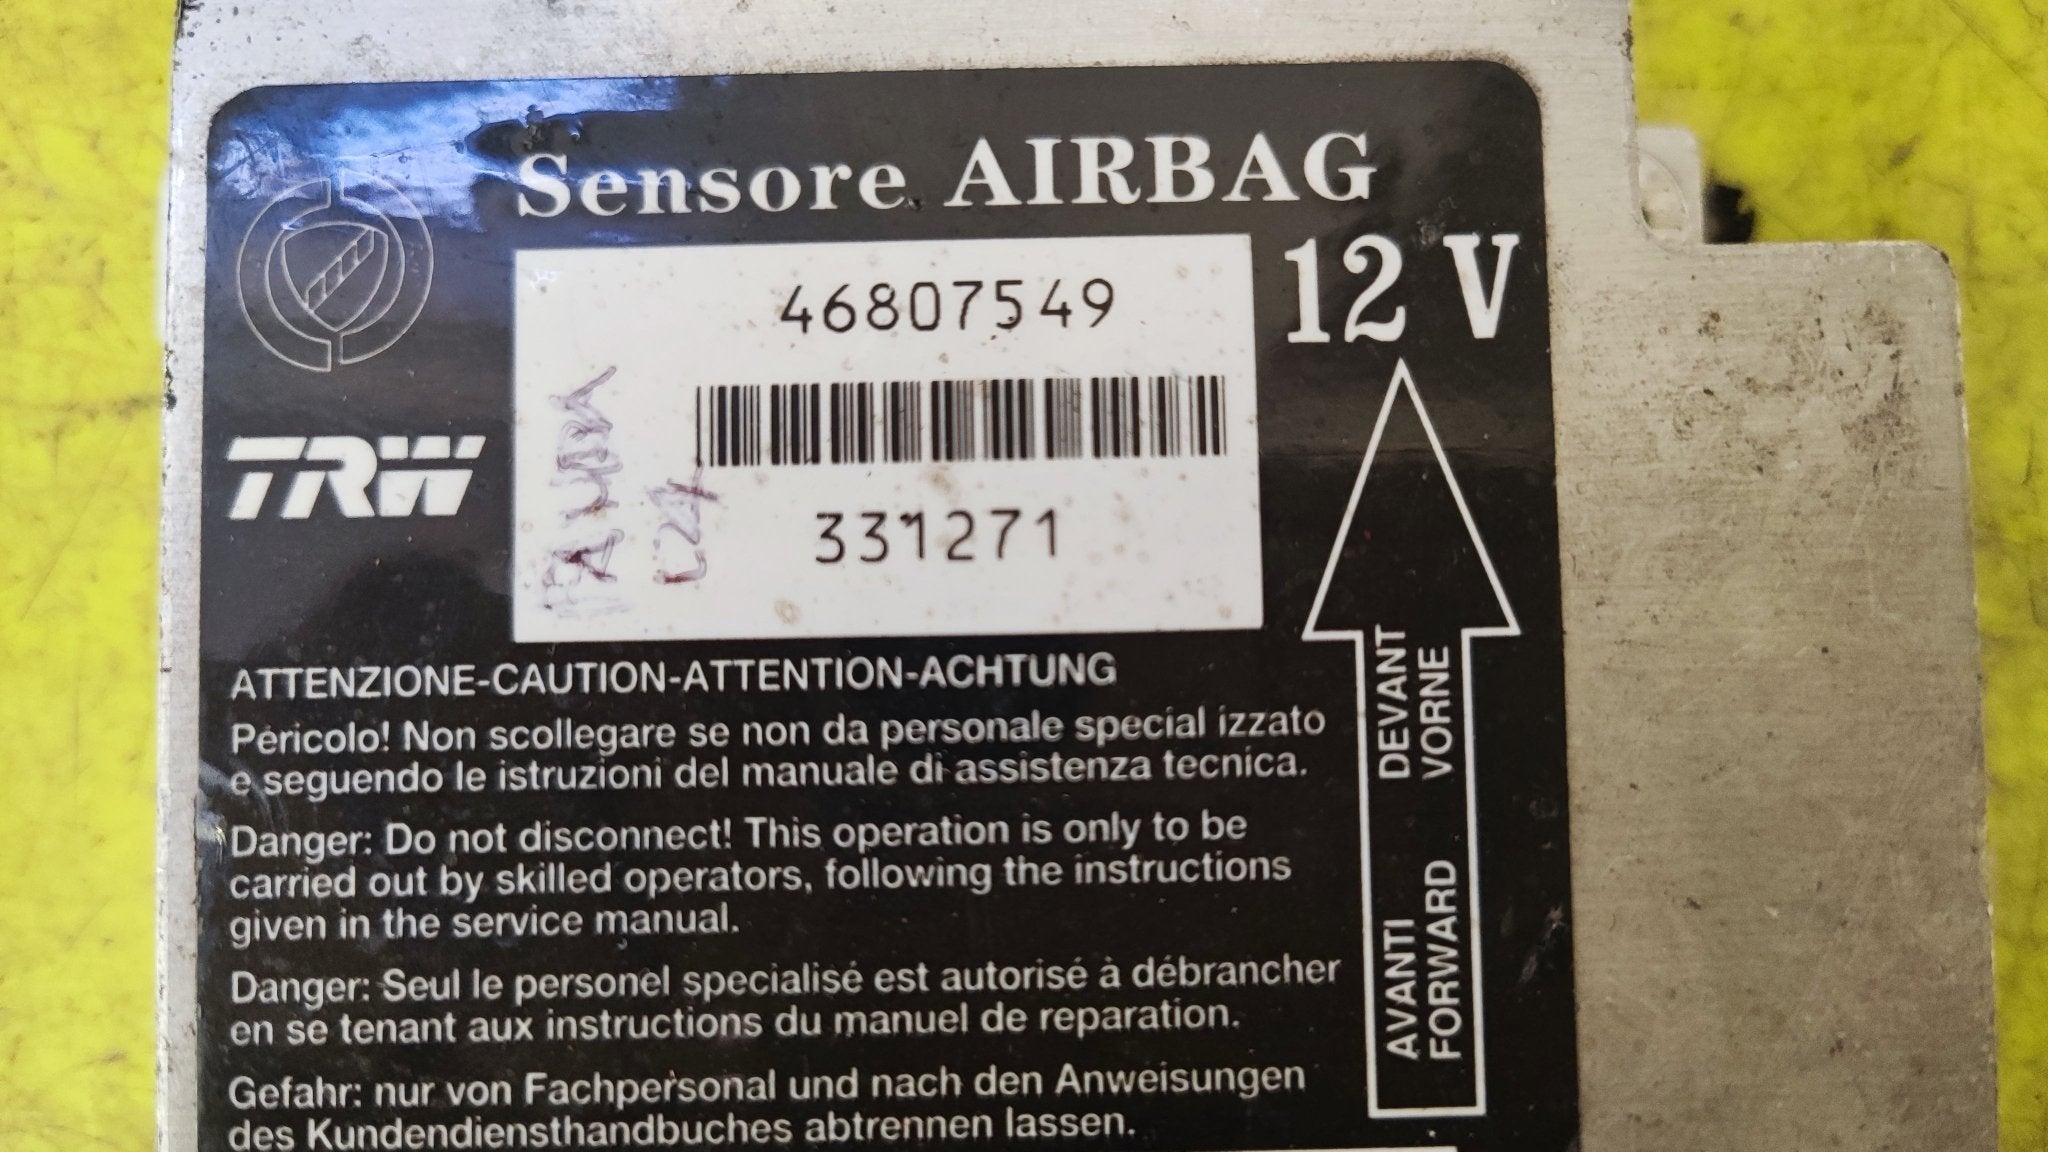 Sensore AIRBAG
12 V
46807549
331271
TRW
ATTENZIONE-CAUTION-ATTENTION-ACHTUNG
Pericolo! Non scollegare se non da personale special izzato
e seguendo le istruzioni del manuale di assistenza tecnica.
Danger: Do not disconnect! This operation is only to be
carried out by skilled operators, following the instructions
given in the service manual.
Danger: Seul le personel specialisé est autorisé à débrancher
en se tenant aux instructions du manuel de reparation.
Gefahr: nur von Fachpersonal und nach den Anweisungen
des Kundendiensthandbuches abtrennen lassen.
DEVANT
VORNE
AVANTI
FORWARD